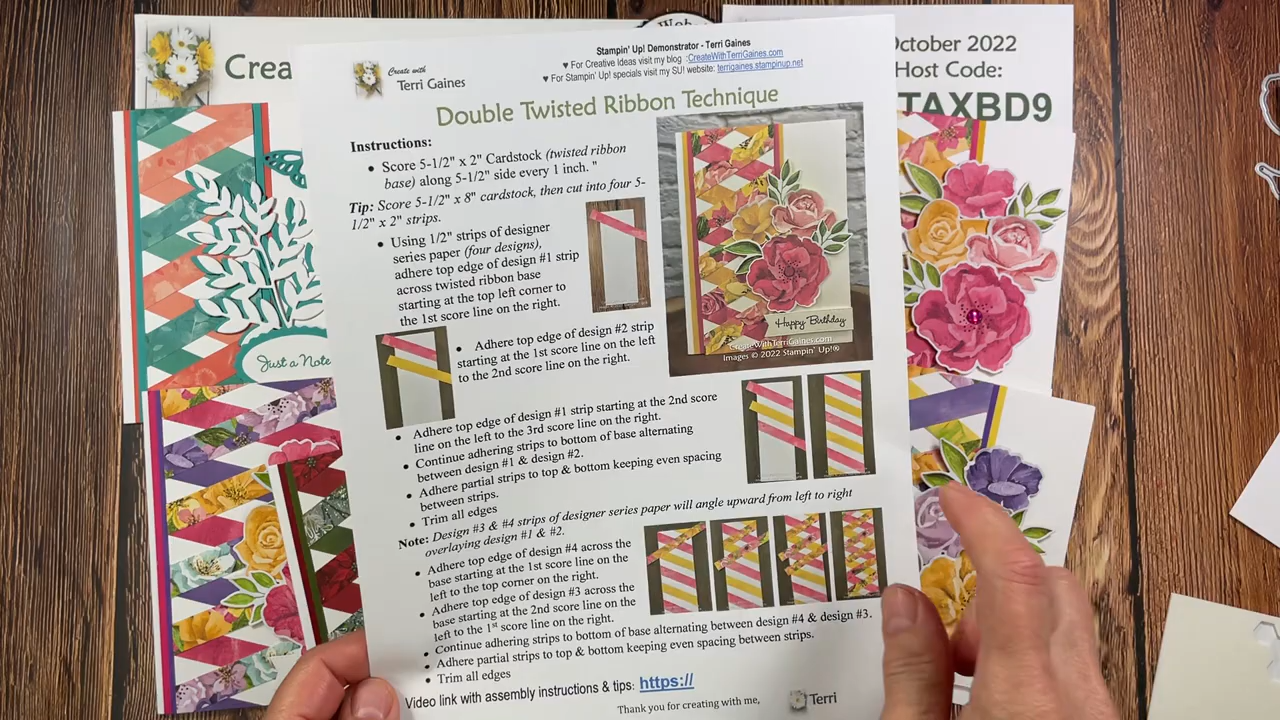 Webs
Crea
October 2022
Host Code:
TAXBD9
Stampin' Up! Demonstrator - Terri Gaines
♥ For Creative Ideas visit my blog :CreateWithTerriGaines.com
♥ For Stampin' Up! specials visit my SU! website: terrigaines.stampinup.net
Create with
Terri Gaines
Double Twisted Ribbon Technique
Instructions:
• Score 5-1/2" x 2" Cardstock (twisted ribbon
base) along 5-1/2" side every 1 inch. "
Tip: Score 5-1/2" x 8" cardstock, then cut into four 5-
1/2" x 2" strips.
• Using 1/2" strips of designer
series paper (four designs),
adhere top edge of design #1 strip
across twisted ribbon base
starting at the top left corner to
the 1st score line on the right.
Happy Birthday
CreateWithTerriGaines.com
Images © 2022 Stampin' Up!®
• Adhere top edge of design #2 strip
starting at the 1st score line on the left
to the 2nd score line on the right.
Just a Note
• Adhere top edge of design #1 strip starting at the 2nd score
line on the left to the 3rd score line on the right.
• Continue adhering strips to bottom of base alternating
between design #1 & design #2.
• Adhere partial strips to top & bottom keeping even spacing
between strips.
• Trim all edges
Note: Design #3 & #4 strips of designer series paper will angle upward from left to right
overlaying design #1 & #2.
• Adhere top edge of design #4 across the
base starting at the 1st score line on the
left to the top corner on the right.
• Adhere top edge of design #3 across the
base starting at the 2nd score line on the
left to the 1st score line on the right.
• Continue adhering strips to bottom of base alternating between design #4 & design #3.
• Adhere partial strips to top & bottom keeping even spacing between strips.
• Trim all edges
Video link with assembly instructions & tips: https://
Thank you for creating with me,
Terri